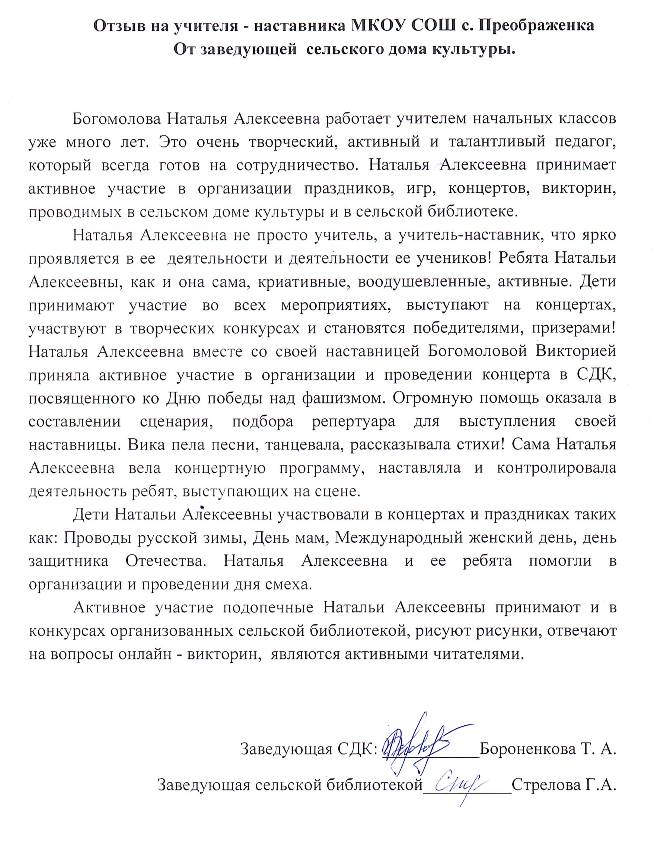 Отзыв на учителя - наставника МКОУ СОШ с. Преображенка
От заведующей сельского дома культуры.
Богомолова Наталья Алексеевна работает учителем начальных классов
уже много лет. Это очень творческий, активный и талантливый педагог,
который всегда готов на сотрудничество. Наталья Алексеевна принимает
активное участие в организации праздников, игр, концертов, викторин,
проводимых в сельском доме культуры и в сельской библиотеке.
Наталья Алексеевна не просто учитель, а учитель-наставник, что ярко
проявляется в ее деятельности и деятельности ее учеников! Ребята Натальи
Алексеевны, как и она сама, криативные, воодушевленные, активные. Дети
принимают участие во всех мероприятиях, выступают на концертах,
участвуют в творческих конкурсах и становятся победителями, призерами!
Наталья Алексеевна вместе со своей наставницей Богомоловой Викторией
приняла активное участие в организации и проведении концерта в СДК,
посвященного ко Дню победы над фашизмом. Огромную помощь оказала в
составлении сценария, подбора репертуара для выступления своей
наставницы. Вика пела песни, танцевала, рассказывала стихи! Сама Наталья
Алексеевна вела концертную программу, наставляла и контролировала
деятельность ребят, выступающих на сцене.
Дети Натальи Алексеевны участвовали в концертах и праздниках таких
как: Проводы русской зимы, День мам, Международный женский день, день
защитника Отечества. Наталья Алексеевна и ее ребята помогли в
организации и проведении дня смеха.
Активное участие подопечные Натальи Алексеевны принимают и в
конкурсах организованных сельской библиотекой, рисуют рисунки, отвечают
на вопросы онлайн - викторин, являются активными читателями.
Заведующая СДК: ___________Бороненкова Т. А.
Заведующая сельской библиотекой__________Стрелова Г.А.